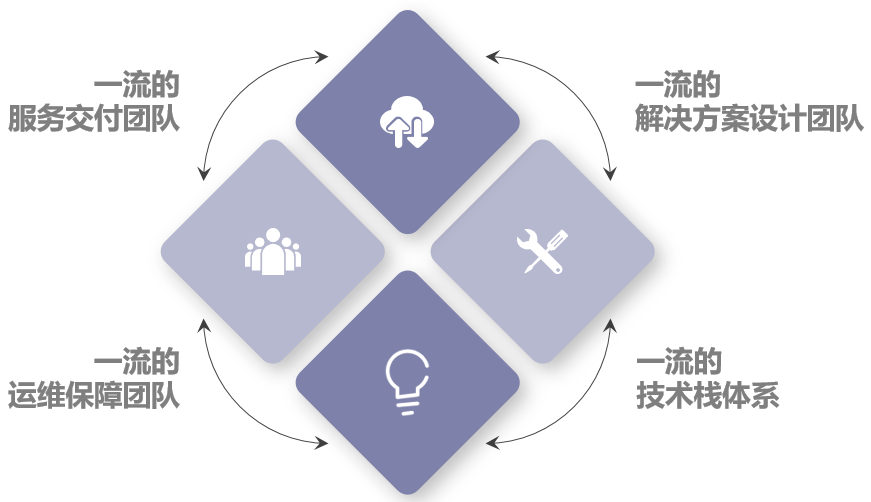 一流的
服务交付团队
一流的
解决方案设计团队
一流的
运维保障团队
一流的
技术栈体系